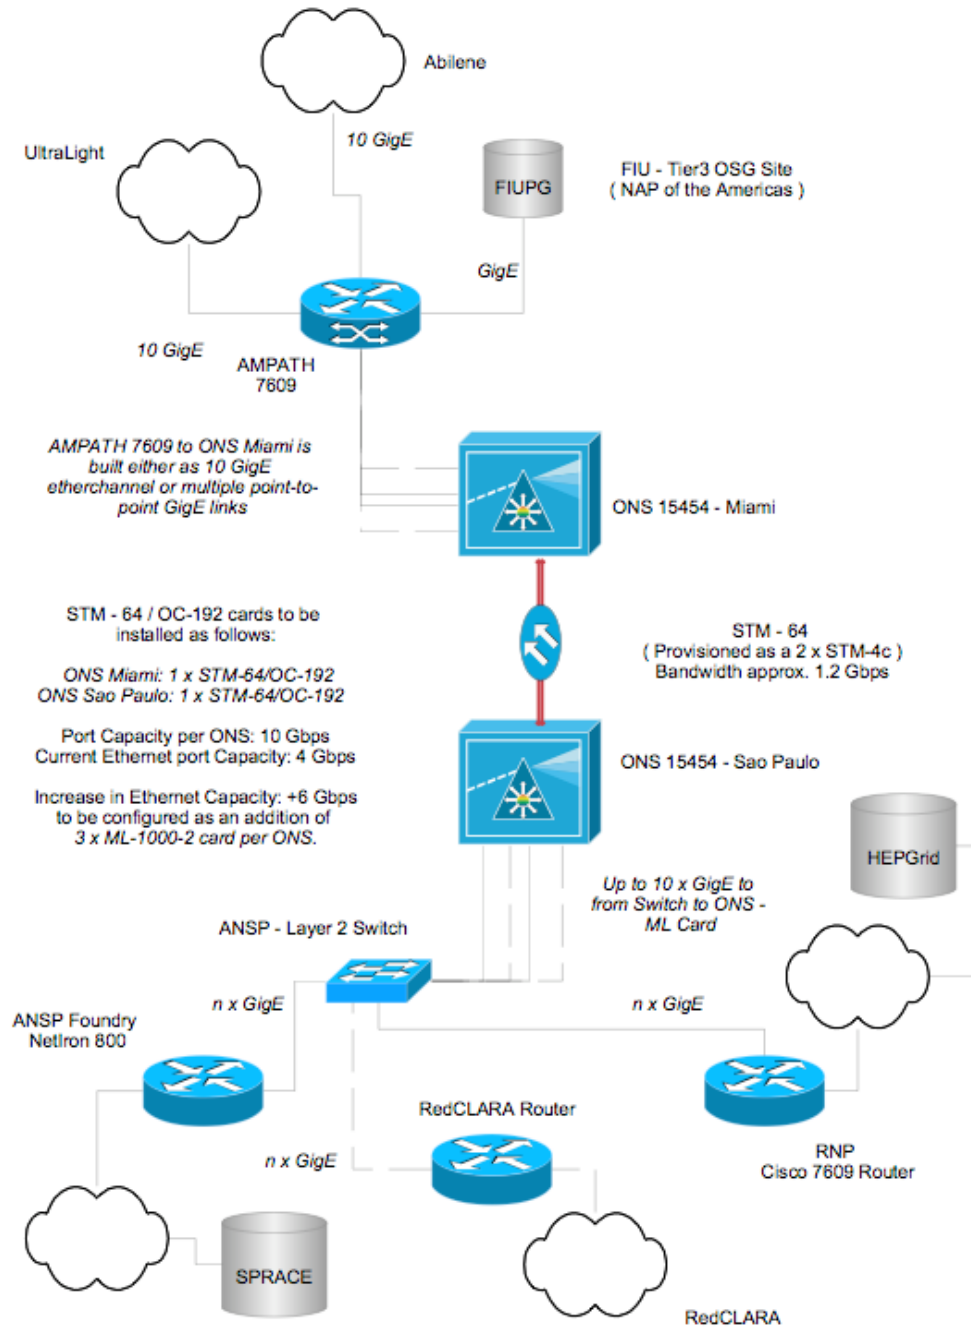 Abilene
10 GigE
UltraLight
FIUPG
FIU - Tier3 OSG Site
( NAP of the Americas )
GigE
10 GigE
AMPATH
7609
AMPATH 7609 to ONS Miami is
built either as 10 GigE
etherchannel or multiple point-to-
point GigE links
ONS 15454 - Miami
STM - 64 / OC-192 cards to be
installed as follows:
ONS Miami: 1 x STM-64/OC-192
ONS Sao Paulo: 1 x STM-64/OC-192
Port Capacity per ONS: 10 Gbps
Current Ethernet port Capacity: 4 Gbps
Increase in Ethernet Capacity: +6 Gbps
to be configured as an addition of
3 x ML-1000-2 card per ONS.
STM - 64
( Provisioned as a 2 x STM-4c )
Bandwidth approx. 1.2 Gbps
ONS 15454 - Sao Paulo
HEPGrid
Up to 10 x GigE to
from Switch to ONS -
ML Card
ANSP - Layer 2 Switch
n x GigE
n x GigE
ANSP Foundry
NetIron 800
RedCLARA Router
n x GigE
RNP
Cisco 7609 Router
SPRACE
RedCLARA